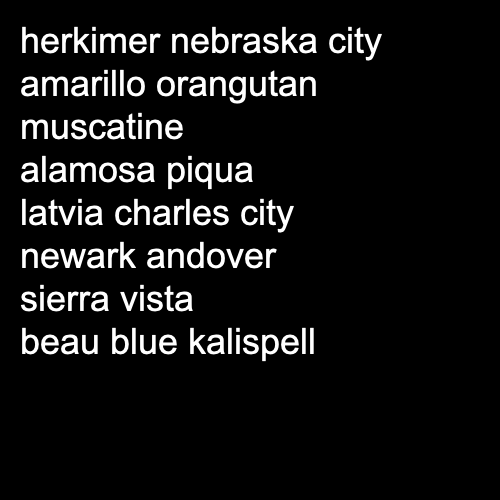 herkimer nebraska city
amarillo orangutan
muscatine
alamosa piqua
latvia charles city
newark andover
sierra vista
beau blue kalispell